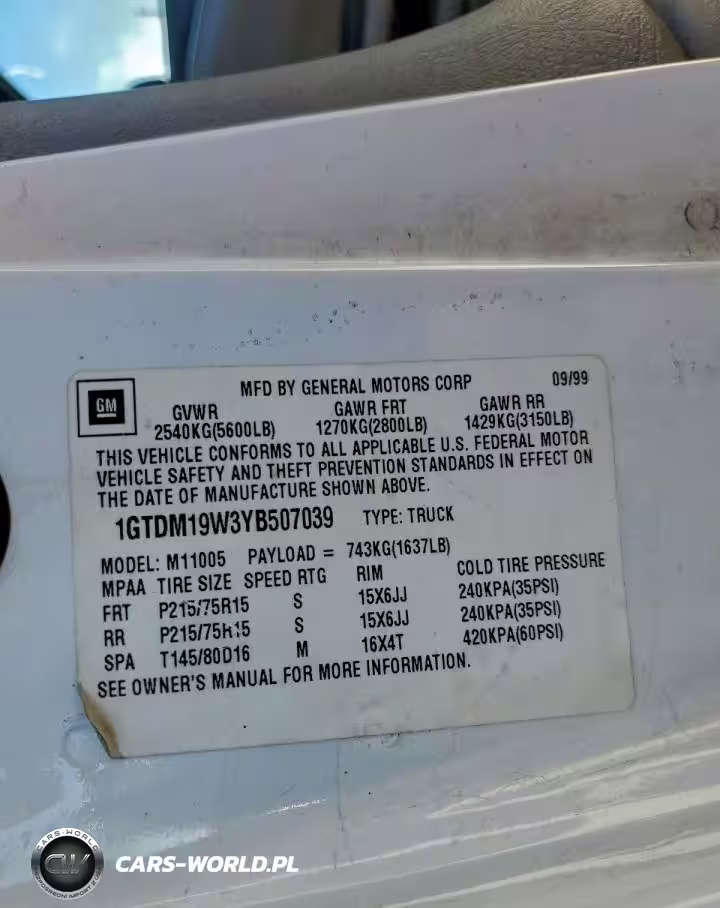 GM
MFD BY GENERAL MOTORS CORP 09/99
GVWR GAWR FRT GAWR RR
2540KG(5600LB) 1270KG(2800LB) 1429KG(3150LB)
THIS VEHICLE CONFORMS TO ALL APPLICABLE U.S. FEDERAL MOTOR
VEHICLE SAFETY AND THEFT PREVENTION STANDARDS IN EFFECT ON
THE DATE OF MANUFACTURE SHOWN ABOVE.
1GTDM19W3YB507039 TYPE: TRUCK
MODEL: M11005 PAYLOAD = 743KG(1637LB)
MPAA TIRE SIZE SPEED RTG RIM COLD TIRE PRESSURE
FRT P215/75R15 S 15X6JJ 240KPA(35PSI)
RR P215/75R15 S 15X6JJ 240KPA(35PSI)
SPA T145/80D16 M 16X4T 420KPA(60PSI)
SEE OWNER'S MANUAL FOR MORE INFORMATION.
CARS-WORLD
CW
CARS-WORLD.PL